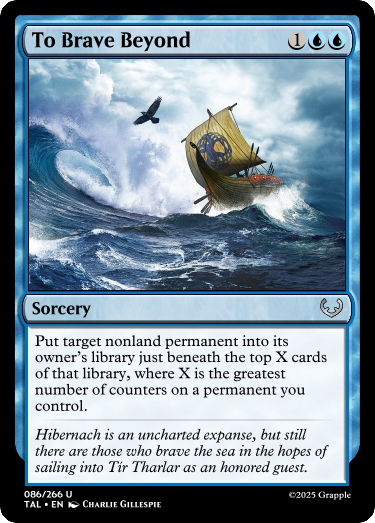 To Brave Beyond 1
Sorcery
Put target nonland permanent into its
owner's library just beneath the top X cards
of that library, where X is the greatest
number of counters on a permanent you
control.
Hibernach is an uncharted expanse, but still
there are those who brave the sea in the hopes of
sailing into Tír Tharlar as an honored guest.
086/266 U
TAL • EN Charlie Gillespie
©2025 Grapple